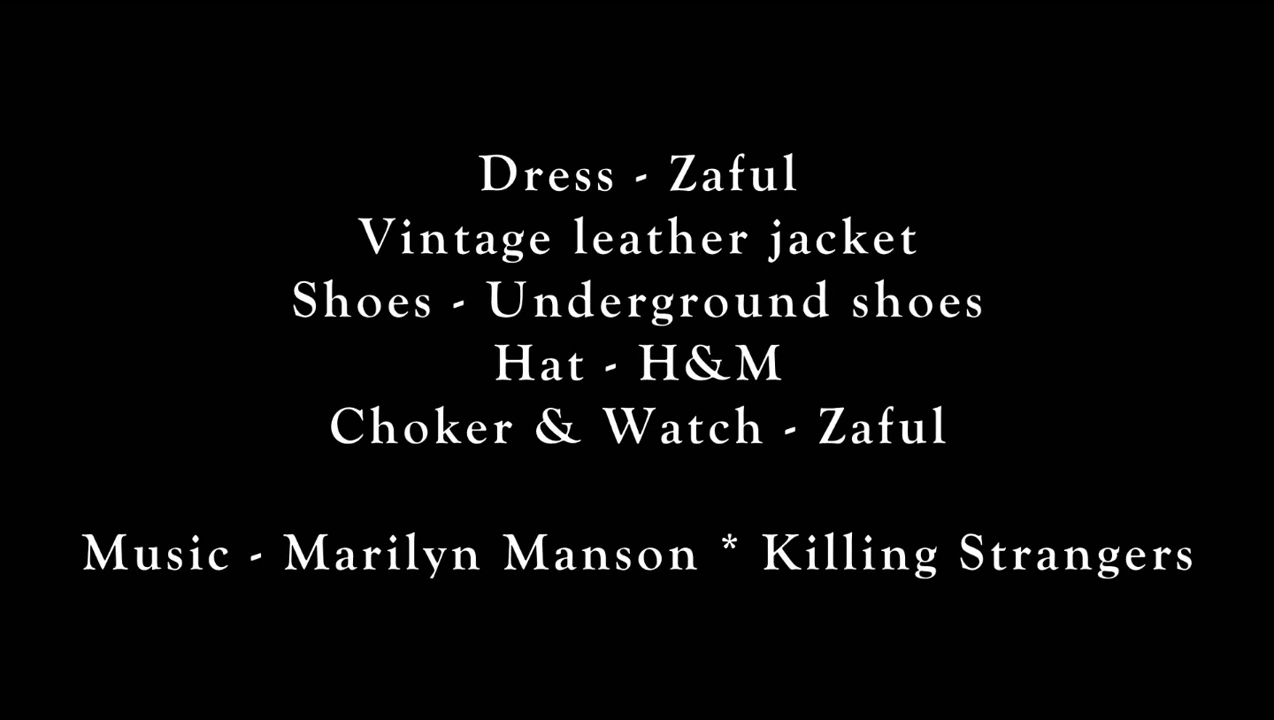 Dress - Zaful
Vintage leather jacket
Shoes - Underground shoes
Hat - H&M
Choker & Watch - Zaful
Music - Marilyn Manson * Killing Strangers